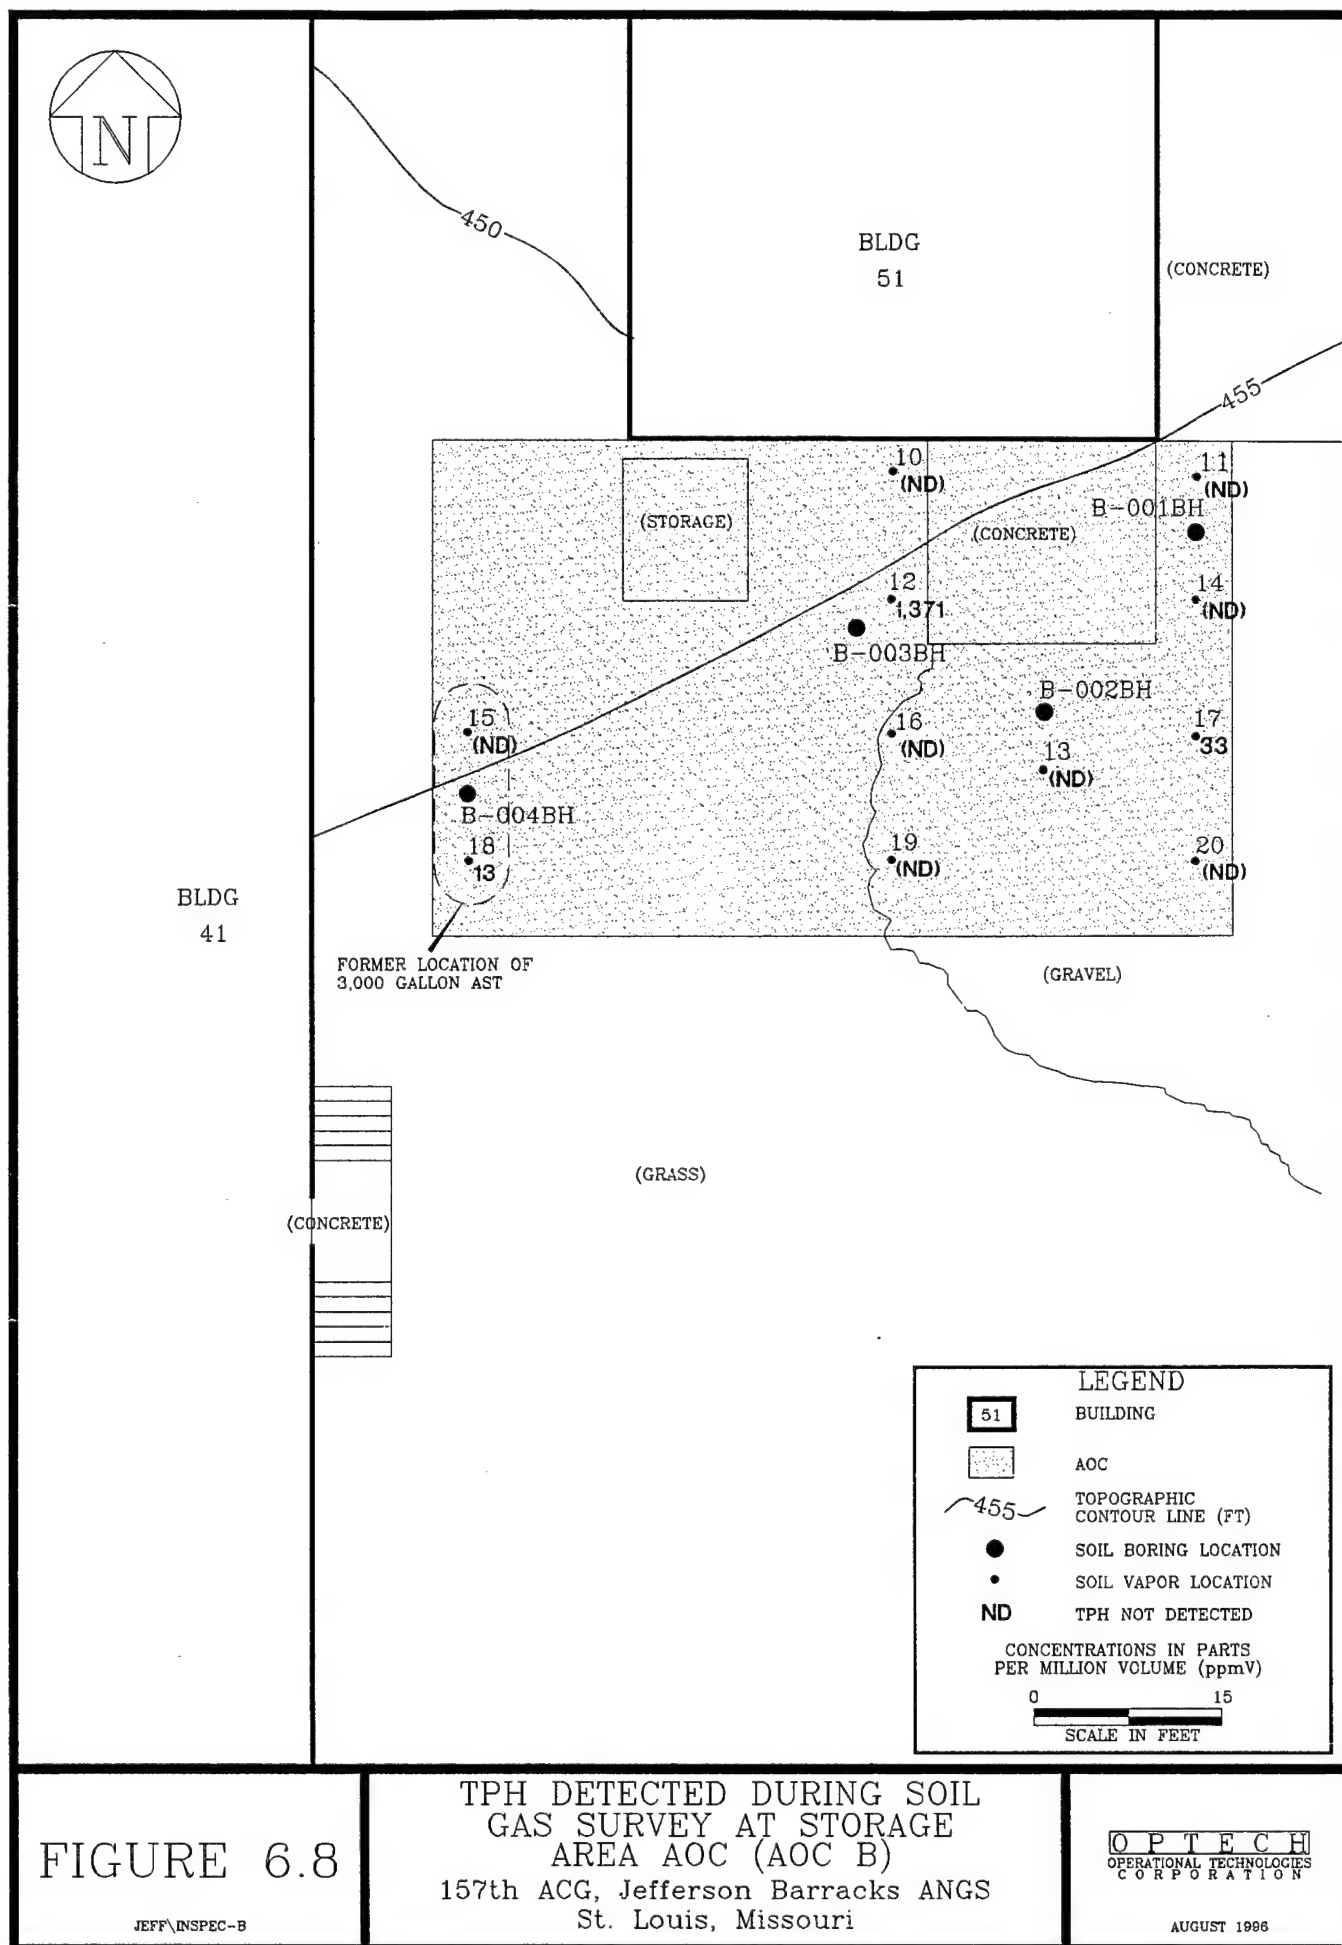 N
450
BLDG
51
(CONCRETE)
455
10
(ND)
11
(ND)
(STORAGE)
B-001BH
(CONCRETE)
12
1,371
14
(ND)
B-003BH
B-002BH
15
(ND)
16
(ND)
17
33
13
(ND)
B-004BH
18
13
19
(ND)
20
(ND)
BLDG
41
FORMER LOCATION OF
3,000 GALLON AST
(GRAVEL)
(GRASS)
(CONCRETE)
LEGEND
51
BUILDING
AOC
455
TOPOGRAPHIC
CONTOUR LINE (FT)
SOIL BORING LOCATION
SOIL VAPOR LOCATION
ND
TPH NOT DETECTED
CONCENTRATIONS IN PARTS
PER MILLION VOLUME (ppmV)
0 15
SCALE IN FEET
FIGURE 6.8
JEFF\INSPEC-B
TPH DETECTED DURING SOIL
GAS SURVEY AT STORAGE
AREA AOC (AOC B)
157th ACG, Jefferson Barracks ANGS
St. Louis, Missouri
OPTECH
OPERATIONAL TECHNOLOGIES
CORPORATION
AUGUST 1996